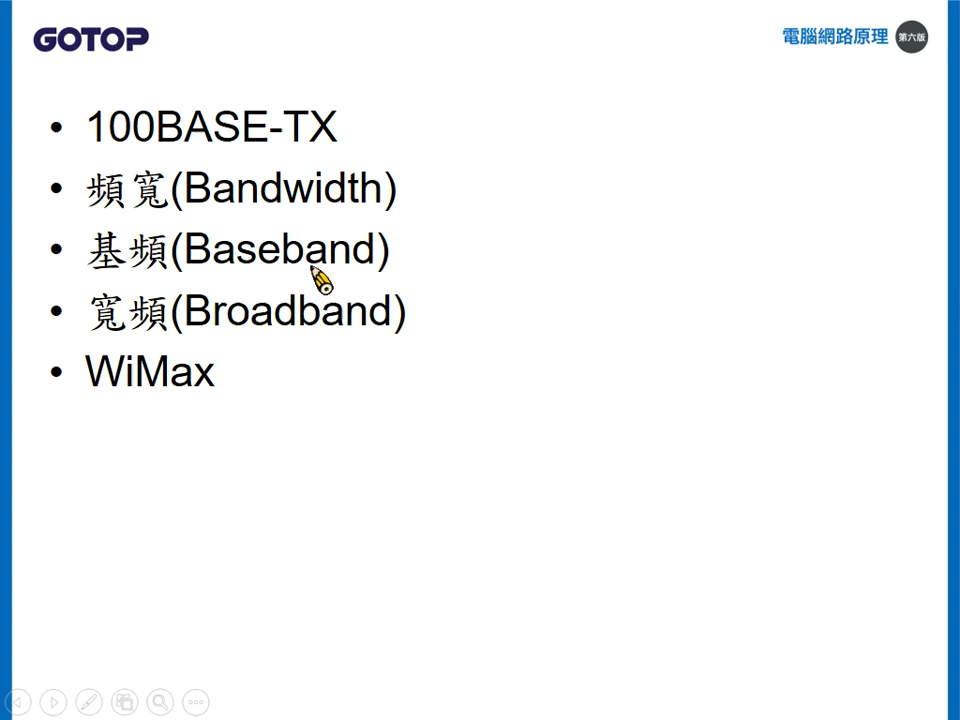 GOTOP
電腦網路原理 第六版
• 100BASE-TX
• 頻寬(Bandwidth)
• 基頻(Baseband)
• 寬頻(Broadband)
• WiMax